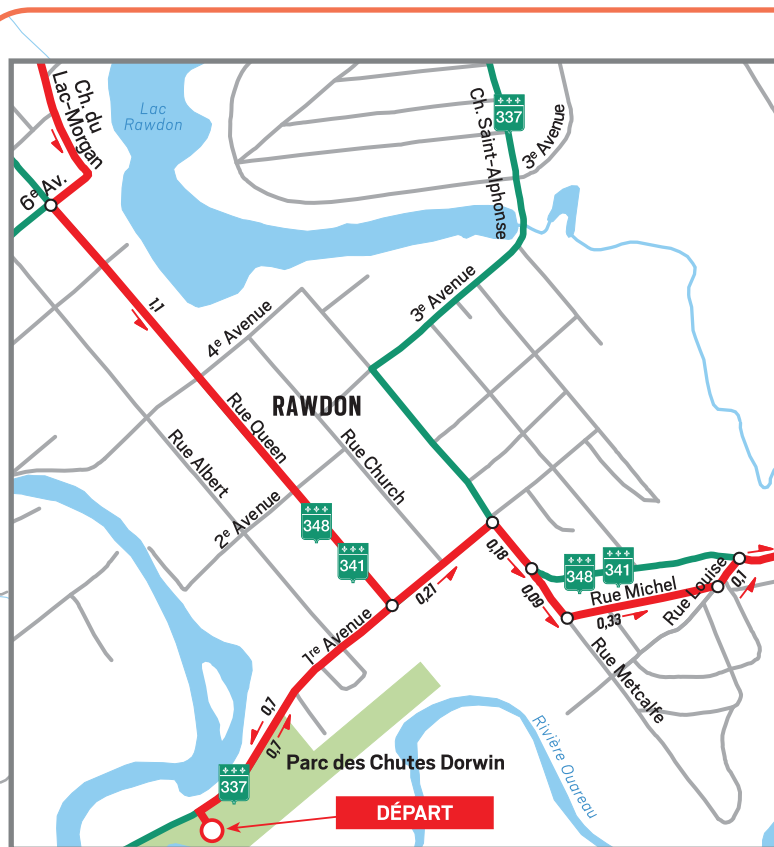 Ch. du
Lac-Morgan
Lac
Rawdon
337
Ch. Saint-Alphonse
3e Avenue
6e Av.
1,1
3e Avenue
4e Avenue
RAWDON
Rue Queen
Rue Church
Rue Albert
2e Avenue
348
341
0,21
0,18
0,09
348
341
Rue Michel
0,33
Rue Louise
0,1
1re Avenue
Rue Metcalfe
0,7
0,7
337
Parc des Chutes Dorwin
DÉPART
Rivière Ouareau